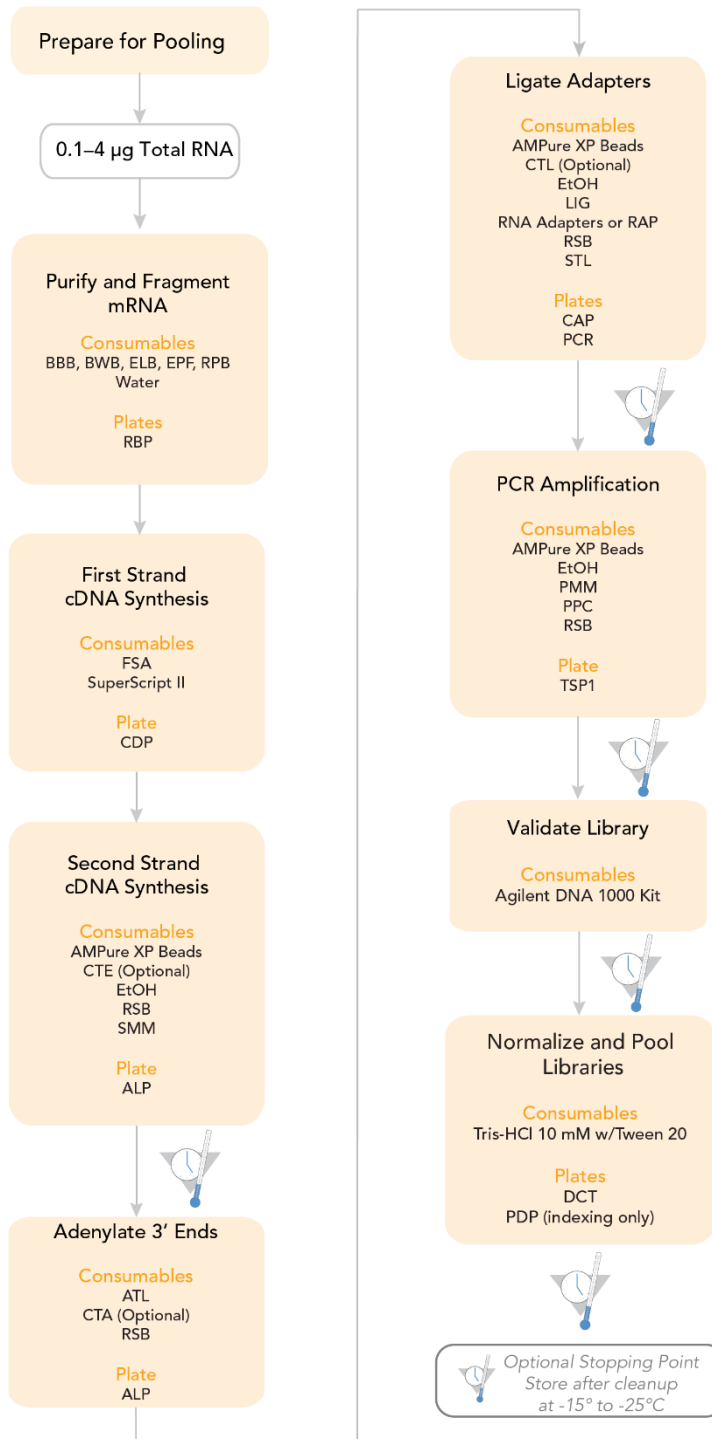 Prepare for Pooling
0.1–4 μg Total RNA
Purify and Fragment
mRNA
Consumables
BBB, BWB, ELB, EPF, RPB
Water
Plates
RBP
First Strand
cDNA Synthesis
Consumables
FSA
SuperScript II
Plate
CDP
Second Strand
cDNA Synthesis
Consumables
AMPure XP Beads
CTE (Optional)
EtOH
RSB
SMM
Plate
ALP
Adenylate 3’ Ends
Consumables
ATL
CTA (Optional)
RSB
Plate
ALP
Ligate Adapters
Consumables
AMPure XP Beads
CTL (Optional)
EtOH
LIG
RNA Adapters or RAP
RSB
STL
Plates
CAP
PCR
PCR Amplification
Consumables
AMPure XP Beads
EtOH
PMM
PPC
RSB
Plate
TSP1
Validate Library
Consumables
Agilent DNA 1000 Kit
Normalize and Pool
Libraries
Consumables
Tris-HCl 10 mM w/Tween 20
Plates
DCT
PDP (indexing only)
Optional Stopping Point
Store after cleanup
at -15° to -25°C